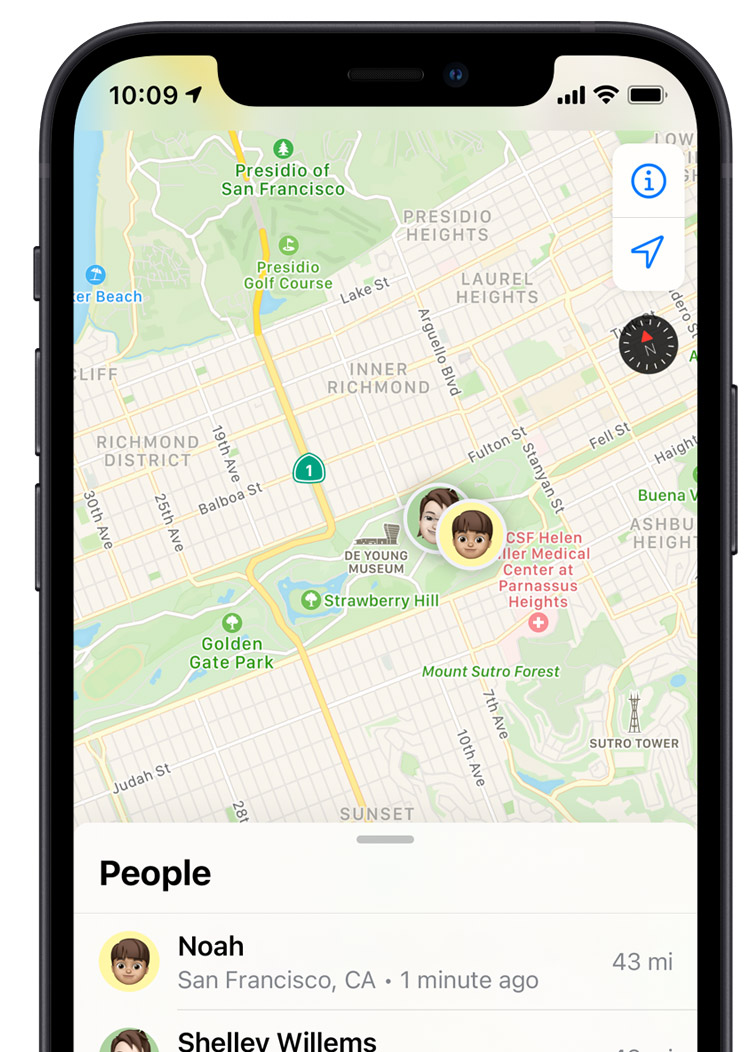 10:09
LOW
Presidio of
San Francisco
PRESIDIO
HEIGHTS
Presidio
Golf Course
LAUREL
HEIGHTS
Lake St
ker Beach
Arguello Blvd
dero St
N
CLIFF
INNER
RICHMOND
RICHMOND
DISTRICT
19th Ave
1
Fulton St
Fell St
Stanyan St
Haight
30th Ave
25th Ave
Balboa St
Buena V
ASHBU
HEIGHT
DE YOUNG
MUSEUM
CSF Helen
ller Medical
Center at
Parnassus
Heights
Strawberry Hill
Golden
Gate Park
Mount Sutro Forest
7th Ave
10th Ave
SUTRO TOWER
Judah St
28t
SUNSET
People
Noah
San Francisco, CA • 1 minute ago
43 mi
Shelley Willems